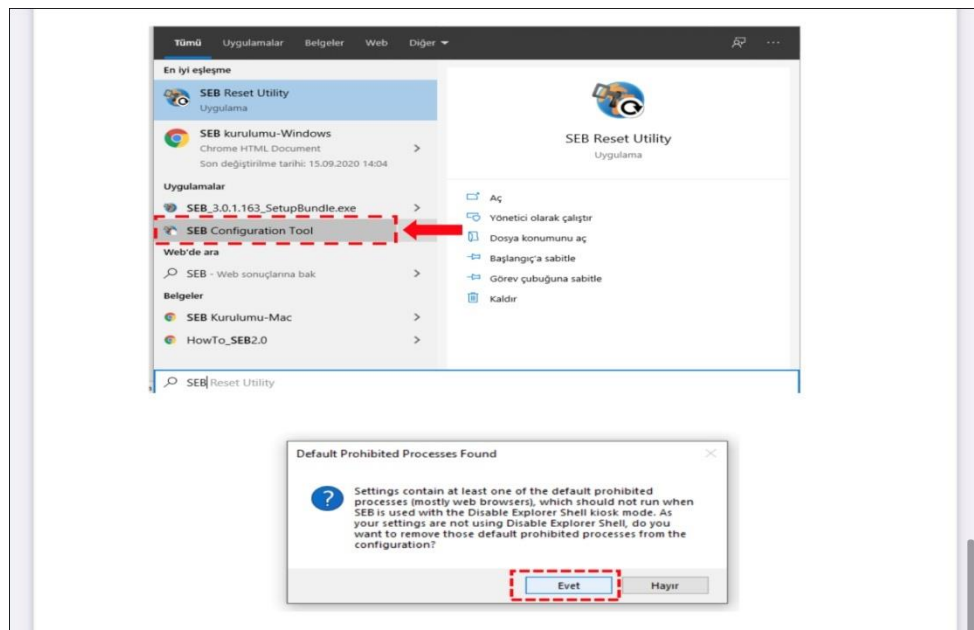 Tümü Uygulamalar Belgeler Web Diğer
En iyi eşleşme
SEB Reset Utility
Uygulama
SEB kurulumu-Windows
Chrome HTML Document
Son değiştirilme tarihi: 15.09.2020 14:04
Uygulamalar
SEB_3.0.1.163_SetupBundle.exe
SEB Configuration Tool
Web'de ara
SEB - Web sonuçlarına bak
Belgeler
SEB Kurulumu-Mac
HowTo_SEB2.0
SEB Reset Utility
Uygulama
Aç
Yönetici olarak çalıştır
Dosya konumunu aç
Başlangıç'a sabitle
Görev çubuğuna sabitle
Kaldır
SEB Reset Utility
Default Prohibited Processes Found
Settings contain at least one of the default prohibited
processes (mostly web browsers), which should not run when
SEB is used with the Disable Explorer Shell kiosk mode. As
your settings are not using Disable Explorer Shell, do you
want to remove those default prohibited processes from the
configuration?
Evet Hayır